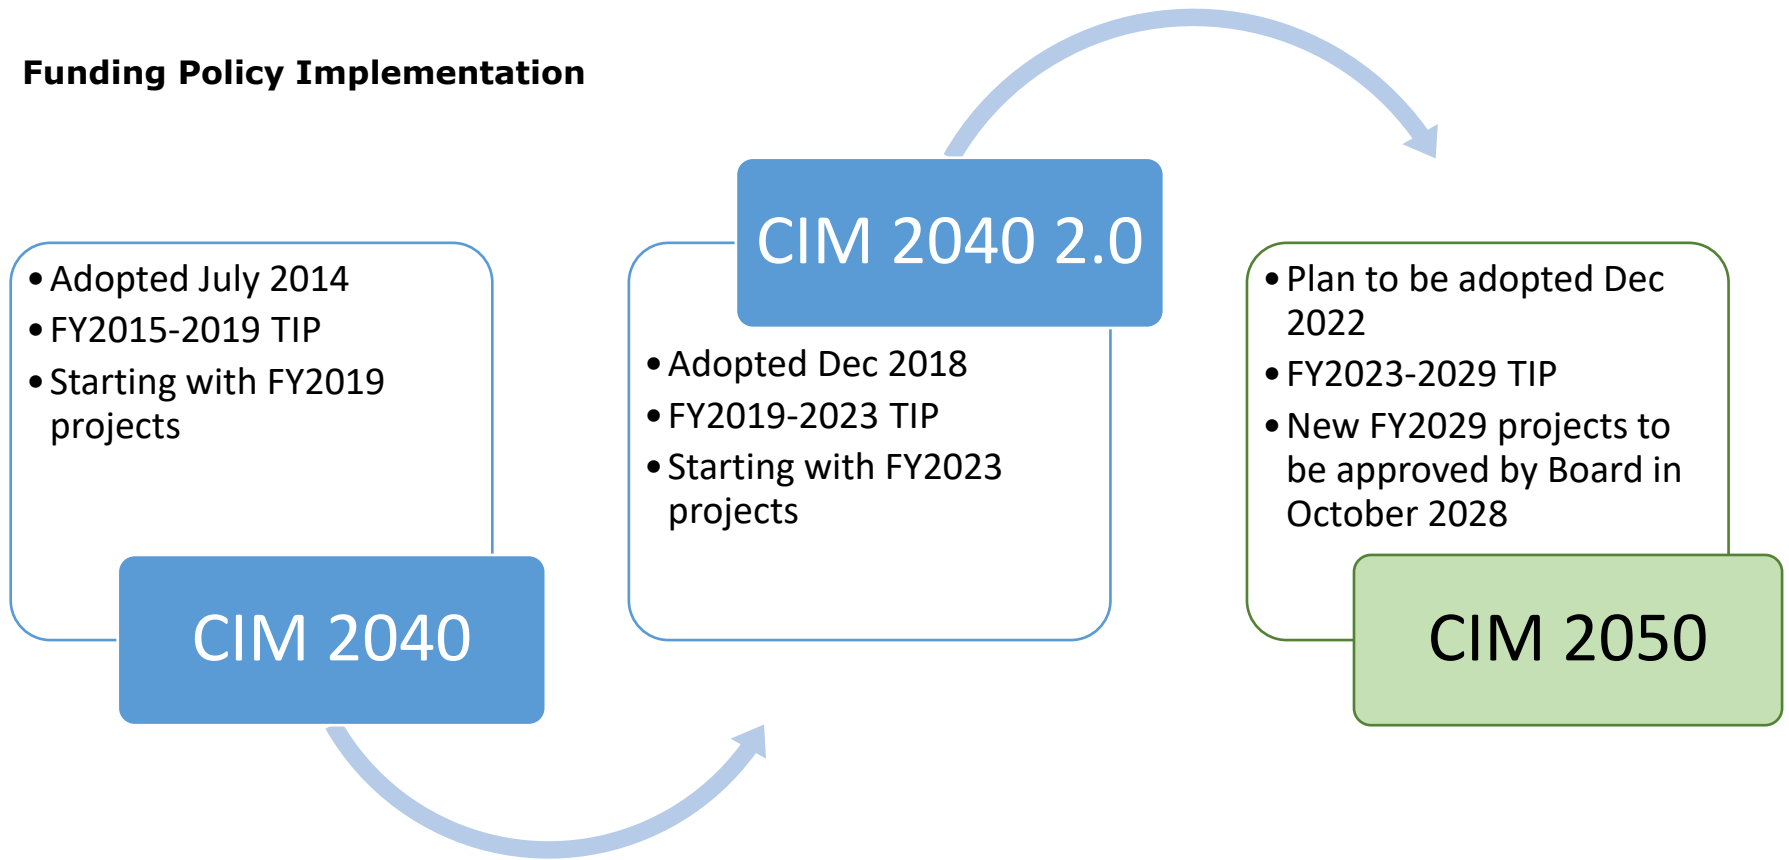 Funding Policy Implementation
• Adopted July 2014
• FY2015-2019 TIP
• Starting with FY2019
projects
CIM 2040
CIM 2040 2.0
• Adopted Dec 2018
• FY2019-2023 TIP
• Starting with FY2023
projects
• Plan to be adopted Dec
2022
• FY2023-2029 TIP
• New FY2029 projects to
be approved by Board in
October 2028
CIM 2050